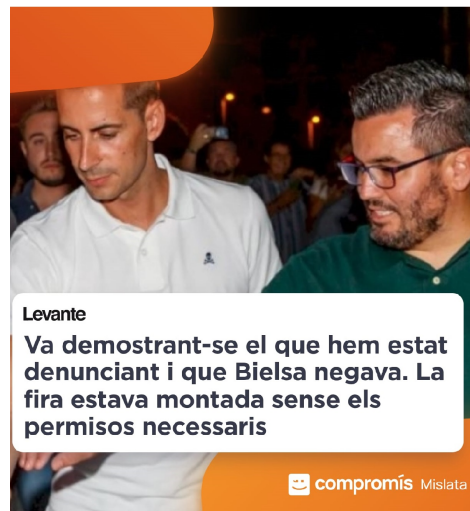 Levante
Va demostrant-se el que hem estat
denunciant i que Bielsa negava. La
fira estava montada sense els
permisos necessaris
compromís Mislata